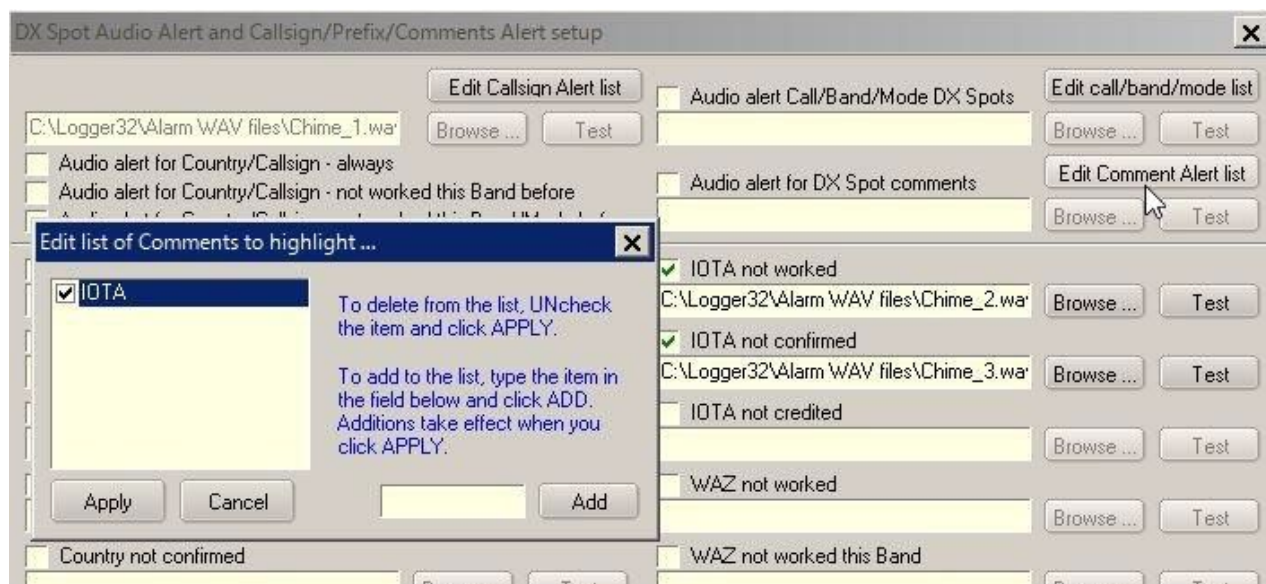 DX Spot Audio Alert and Callsign/Prefix/Comments Alert setup
Edit Callsign Alert list
C:\Logger32\Alarm WAV files\Chime_1.wa
Browse ...
Test
Audio alert for Country/Callsign - always
Audio alert for Country/Callsign - not worked this Band before
Audio alert Call/Band/Mode DX Spots
Edit call/band/mode list
Browse ...
Test
Audio alert for DX Spot comments
Edit Comment Alert list
Browse ...
Test
Edit list of Comments to highlight ...
IOTA
To delete from the list, UNcheck
the item and click APPLY.
To add to the list, type the item in
the field below and click ADD.
Additions take effect when you
click APPLY.
Apply
Cancel
Add
Country not confirmed
IOTA not worked
C:\Logger32\Alarm WAV files\Chime_2.wa
Browse ...
Test
IOTA not confirmed
C:\Logger32\Alarm WAV files\Chime_3.wa
Browse ...
Test
IOTA not credited
Browse ...
Test
WAZ not worked
Browse ...
Test
WAZ not worked this Band